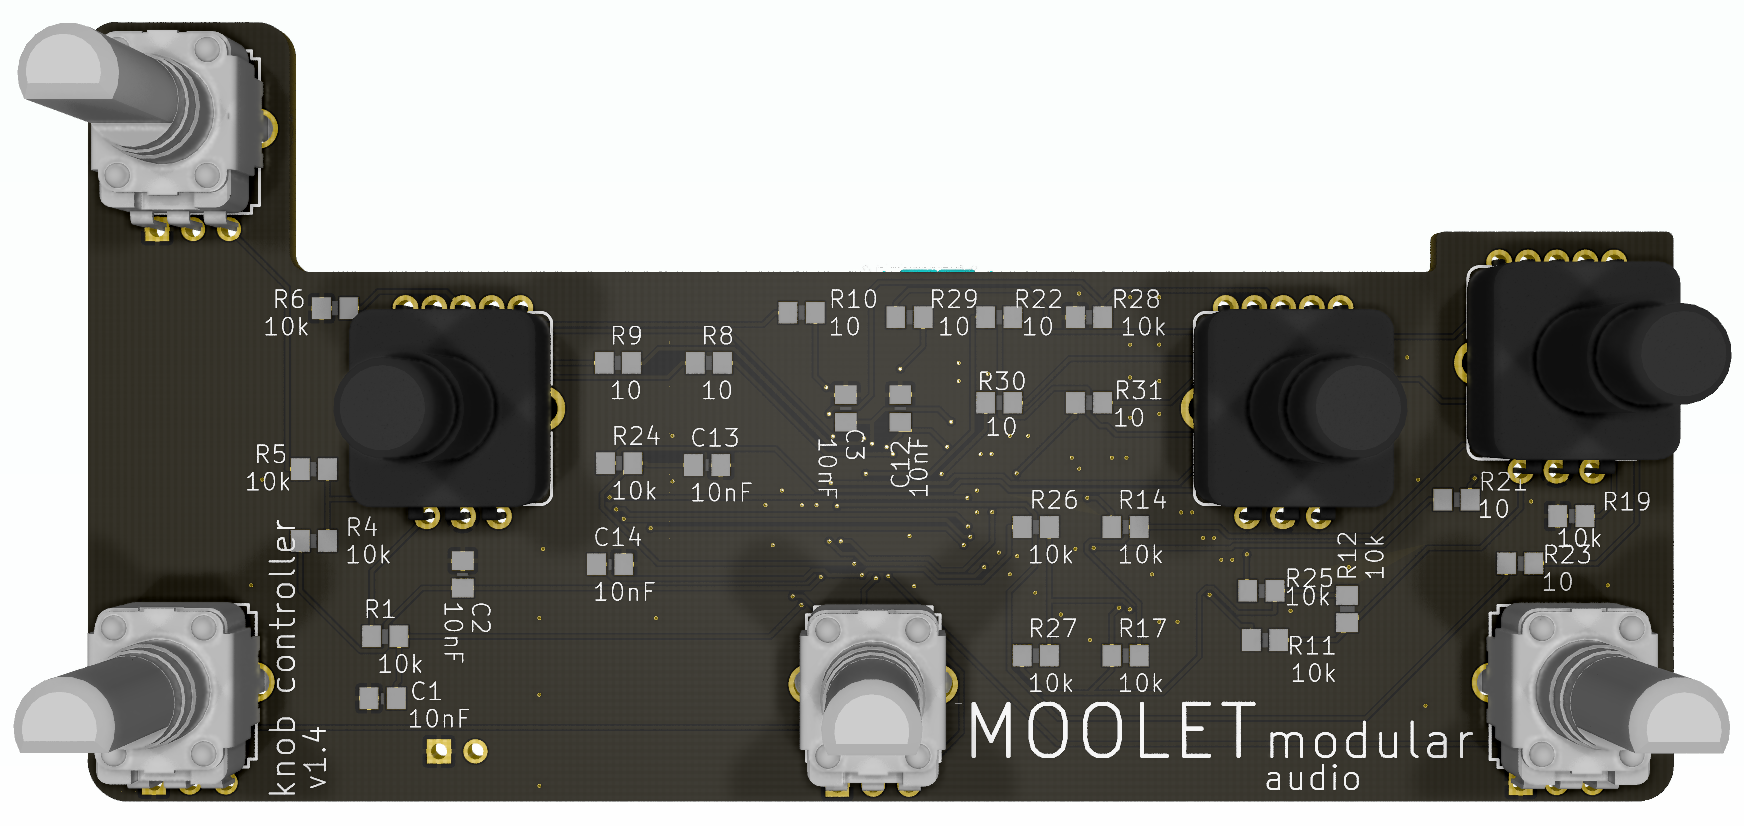 R6
10k
R10
10
R29
10
R22
10
R28
10k
R9
10
R8
10
R30
10
R31
10
R24
10k
C13
10nF
C3
10nF
C12
10nF
R5
10k
R4
10k
C14
10nF
R26
10k
R14
10k
R21
10
R19
10k
R23
10
R12
10k
R25
10k
R11
10k
R1
10k
C2
10nF
C1
10nF
R27
10k
R17
10k
knob controller
v1.4
MOOLET modular
audio